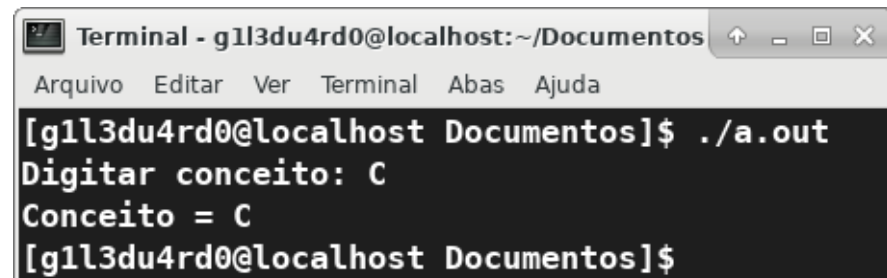 Terminal - g1l3du4rd0@localhost:~/Documentos
Arquivo Editar Ver Terminal Abas Ajuda
[g1l3du4rd0@localhost Documentos]$ ./a.out
Digitar conceito: C
Conceito = C
[g1l3du4rd0@localhost Documentos]$